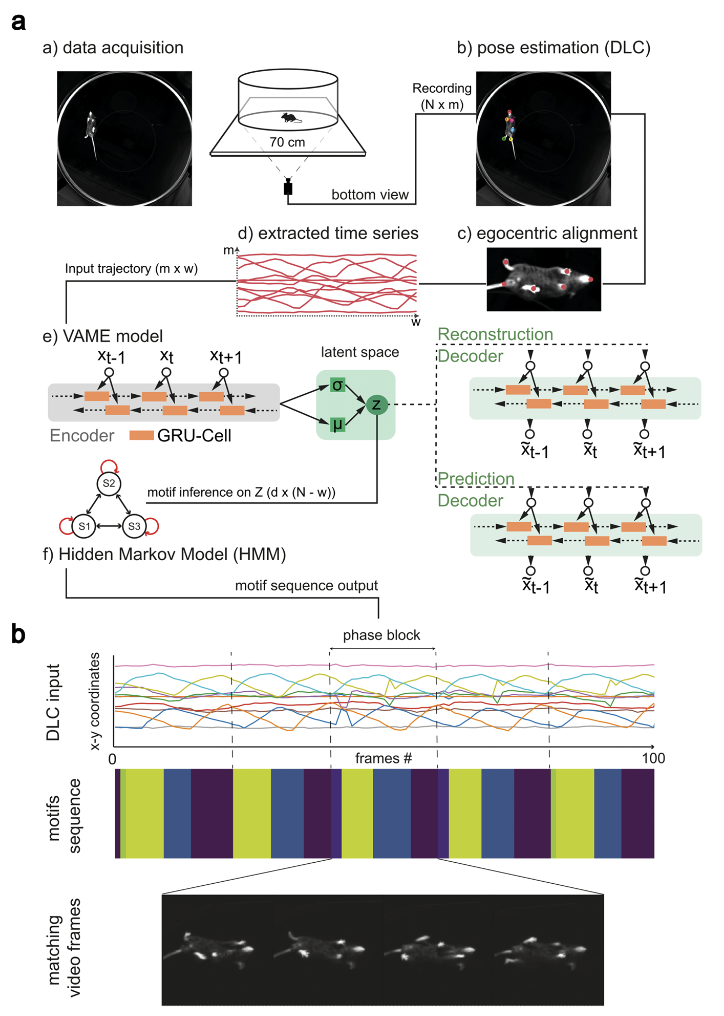 a
a) data acquisition
b) pose estimation (DLC)
Recording
(N x m)
70 cm
bottom view
d) extracted time series
c) egocentric alignment
m
Input trajectory (m x w)
w
e) VAME model
Reconstruction
Decoder
xt-1
xt
xt+1
latent space
σ
μ
z
Encoder
GRU-Cell
x̃t-1
x̃t
x̃t+1
Prediction
Decoder
S2
S1
S3
motif inference on Z (d x (N - w))
x̃t-1
x̃t
x̃t+1
f) Hidden Markov Model (HMM)
motif sequence output
b
phase block
DLC input
x-y coordinates
0
frames #
100
motifs
sequence
matching
video frames